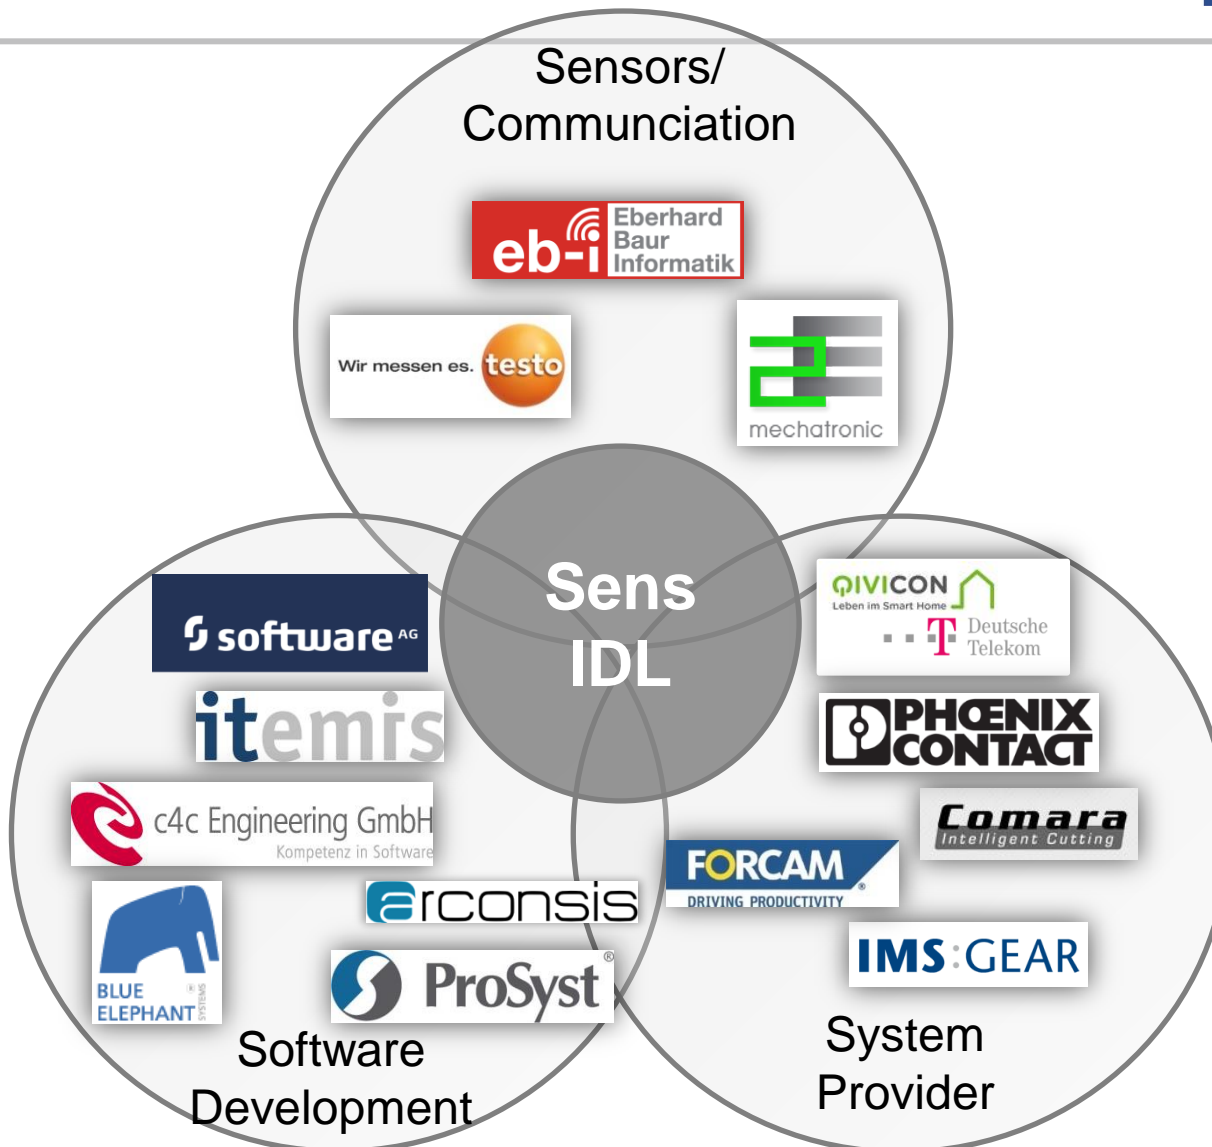 Sensors/
Communciation
eb-i
Eberhard
Baur
Informatik
Wir messen es.
testo
2E
mechatronic
Sens
IDL
software AG
itemis
c4c Engineering GmbH
Kompetenz in Software
BLUE
ELEPHANT
SYSTEMS
®
arconsis
ProSyst®
Software
Development
QIVICON
Leben im Smart Home
T
Deutsche
Telekom
PHŒNIX
CONTACT
Comara
Intelligent Cutting
FORCAM
®
DRIVING PRODUCTIVITY
IMS:GEAR
System
Provider